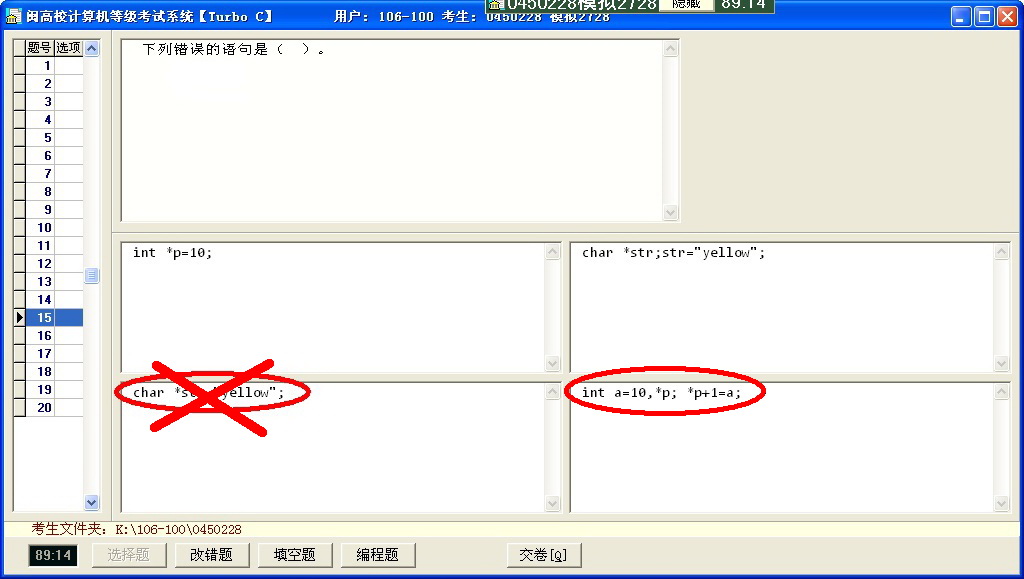 闽高校计算机等级考试系统【Turbo C】 用户: 106-100 考生: 0450228 模拟2728
0450228模拟2728 隐藏 89:14
题号 选项
1
2
3
4
5
6
7
8
9
10
11
12
13
14
15
16
17
18
19
20
下列错误的语句是( )。
int *p=10;
char *str;str="yellow";
char yellow";
int a=10,*p; *p+1=a;
考生文件夹: K:\106-100\0450228
89:14 选择题 改错题 填空题 编程题 交卷[Q]